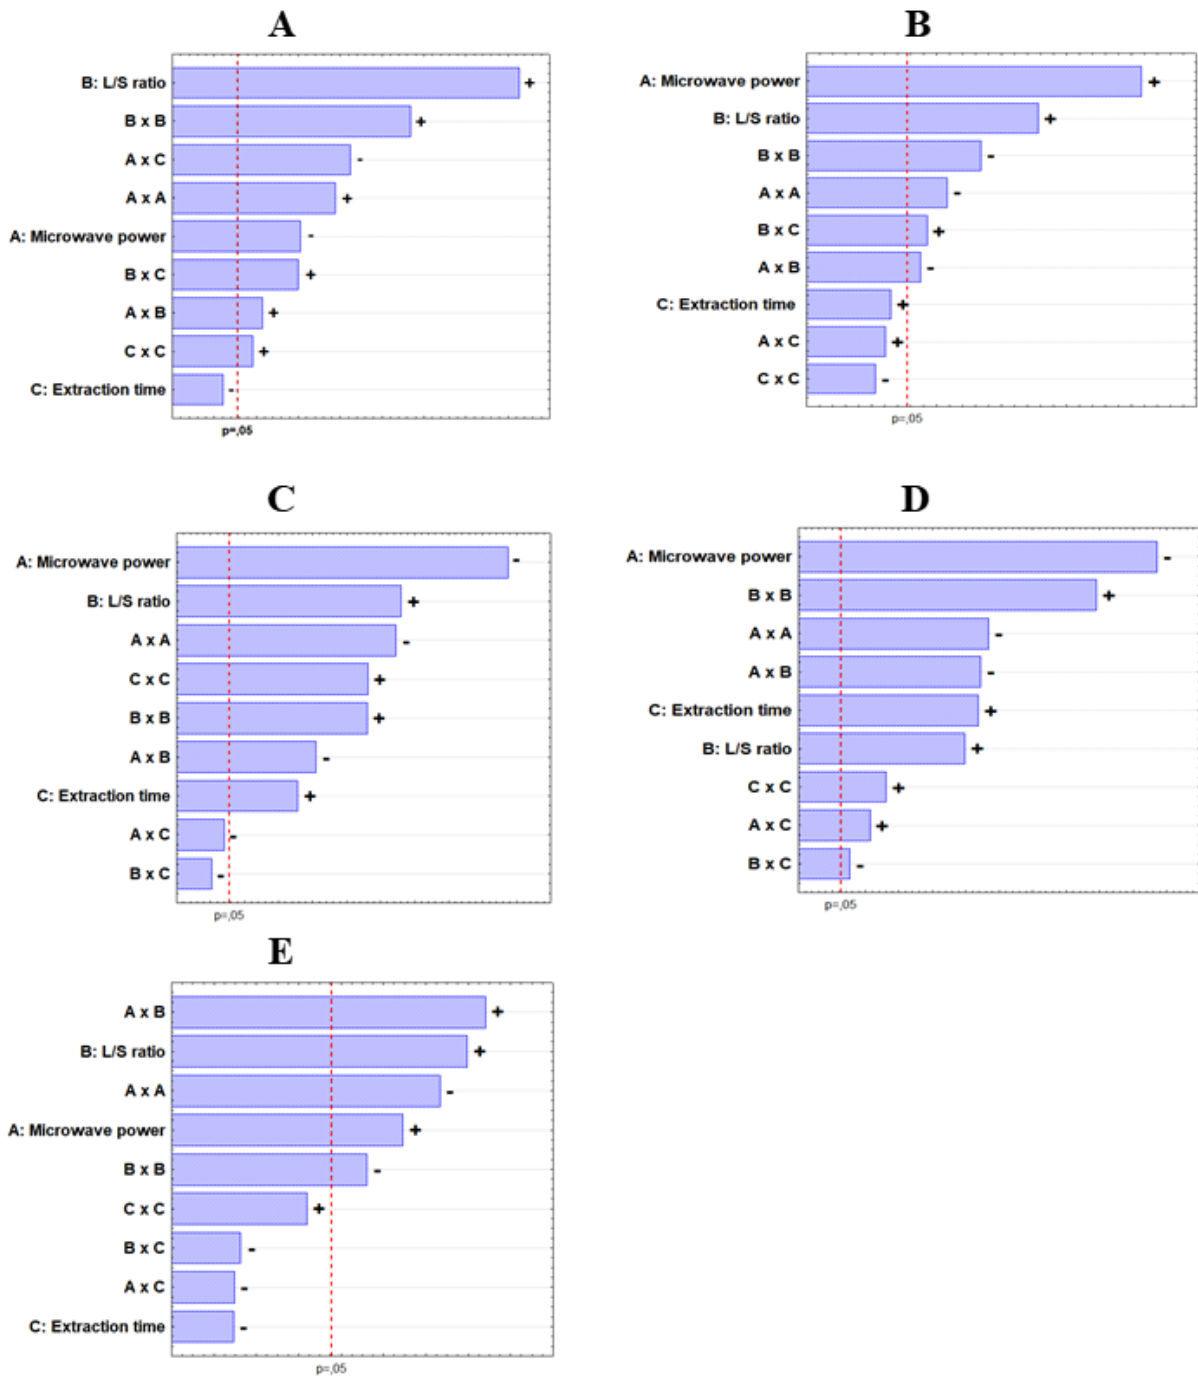 A
B: L/S ratio
+
B x B
+
A x C
-
A x A
+
A: Microwave power
-
B x C
+
A x B
+
C x C
+
C: Extraction time
-
p=,05
B
A: Microwave power
+
B: L/S ratio
+
B x B
-
A x A
-
B x C
+
A x B
-
C: Extraction time
+
A x C
+
C x C
-
p=,05
C
A: Microwave power
-
B: L/S ratio
+
A x A
-
C x C
+
B x B
+
A x B
-
C: Extraction time
+
A x C
-
B x C
-
p=,05
D
A: Microwave power
-
B x B
+
A x A
-
A x B
-
C: Extraction time
+
B: L/S ratio
+
C x C
+
A x C
+
B x C
-
p=,05
E
A x B
+
B: L/S ratio
+
A x A
-
A: Microwave power
+
B x B
-
C x C
+
B x C
-
A x C
-
C: Extraction time
-
p=,05